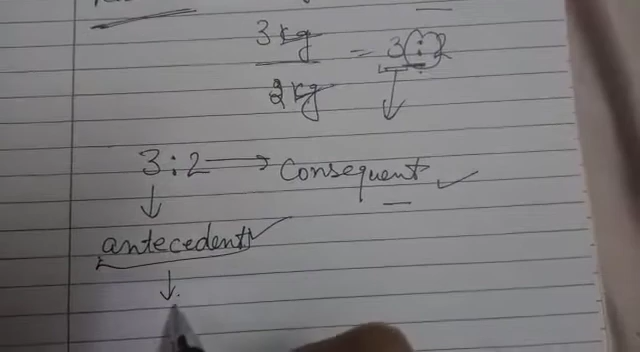 3 kg
= 3:2
2 kg
3:2 → Consequent ✓
antecedent ✓